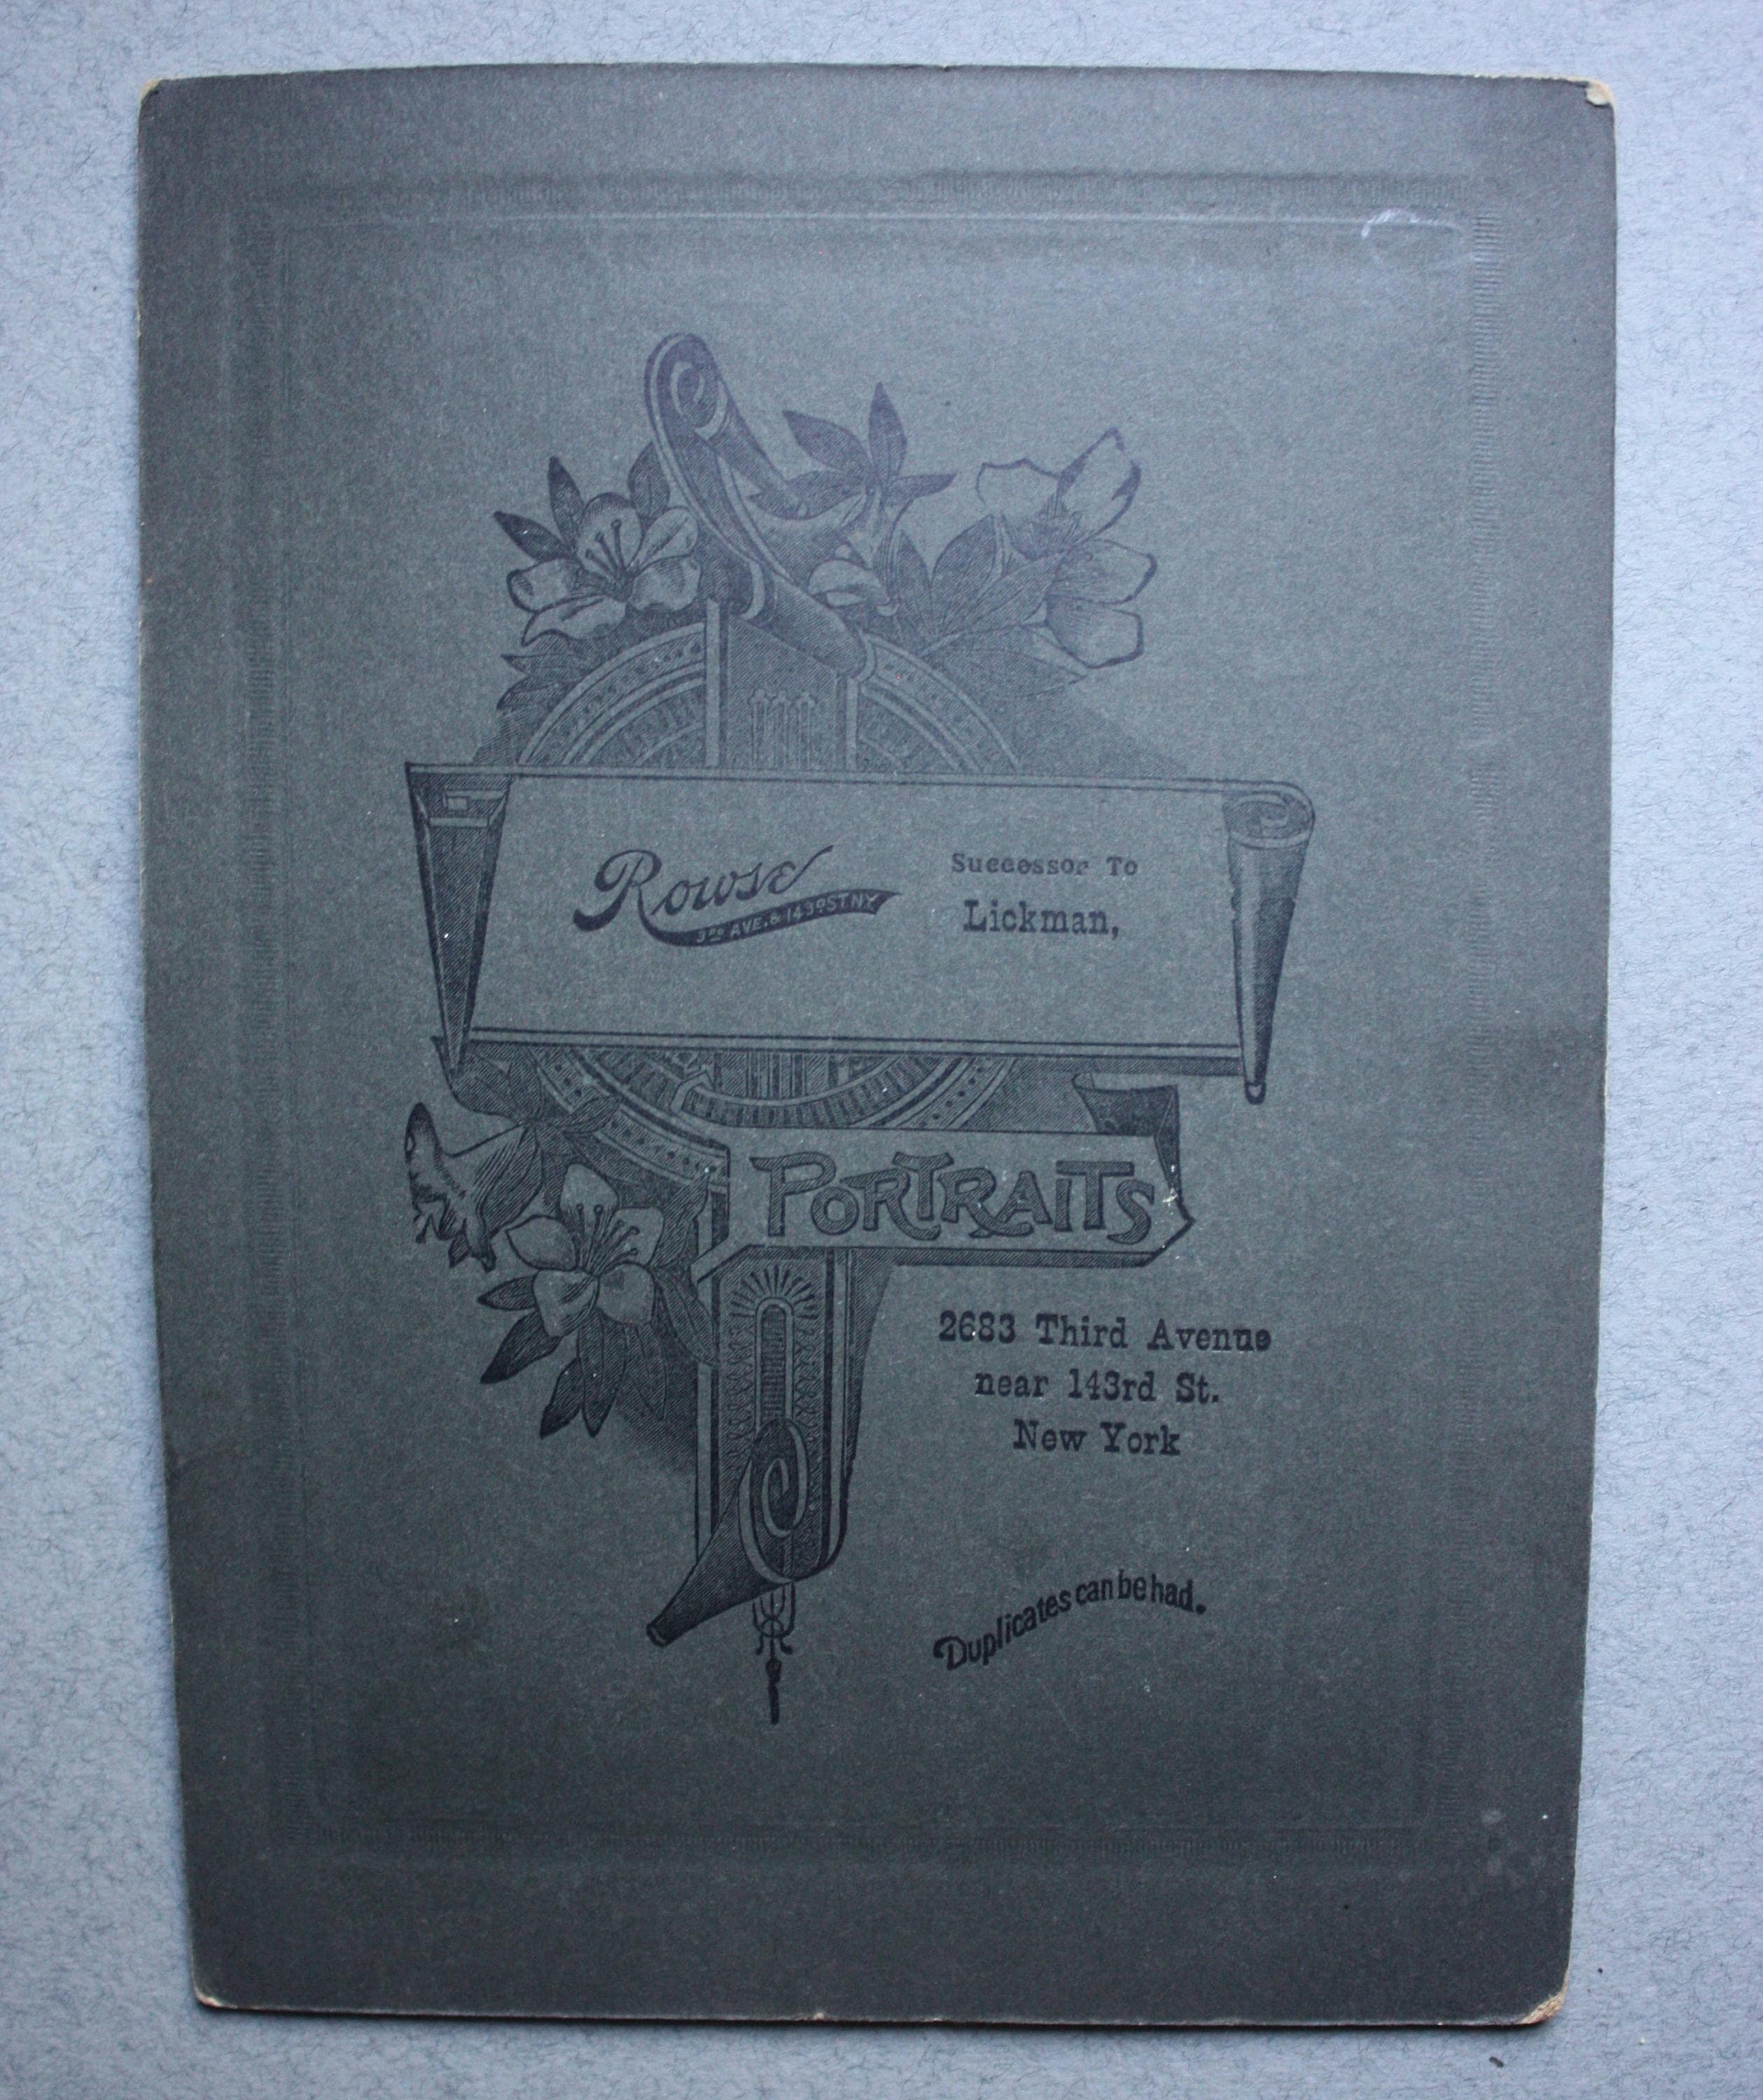 Rowse
3RD AVE. & 143RD ST. NY
Successor To
Lickman,
PORTRAITS
2683 Third Avenue
near 143rd St.
New York
Duplicates can be had.